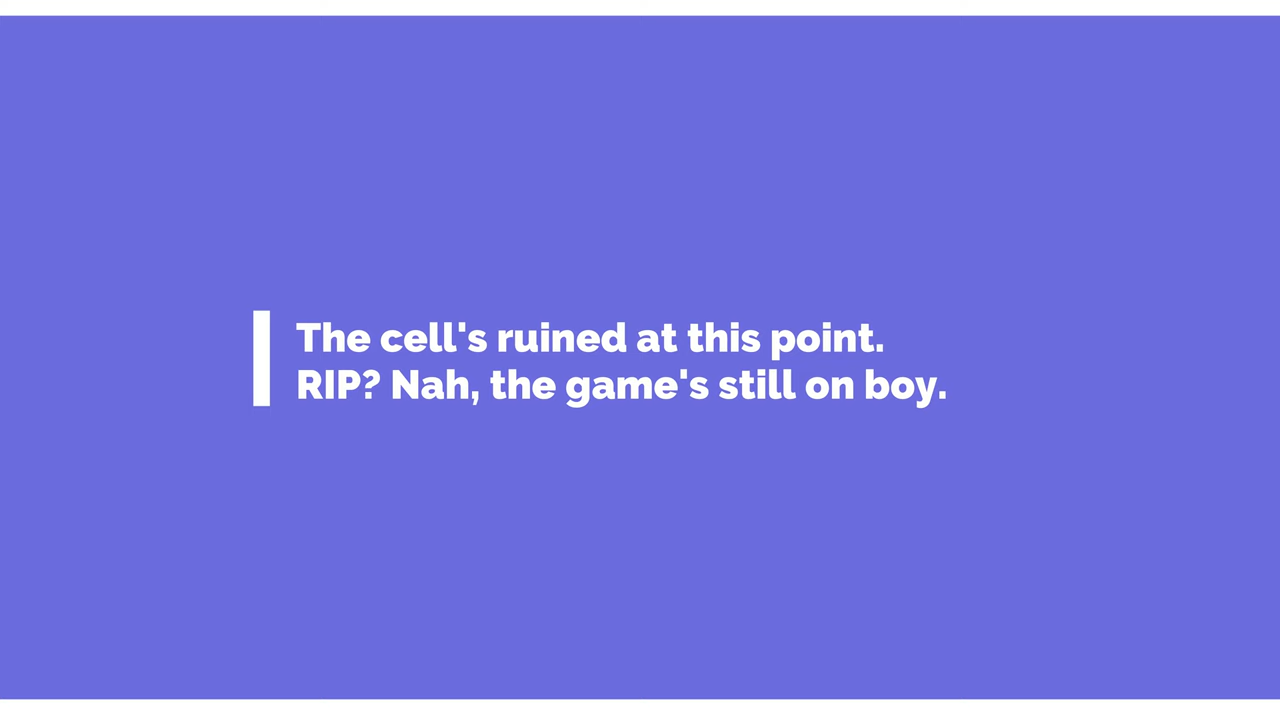 The cell's ruined at this point.
RIP? Nah, the game's still on boy.